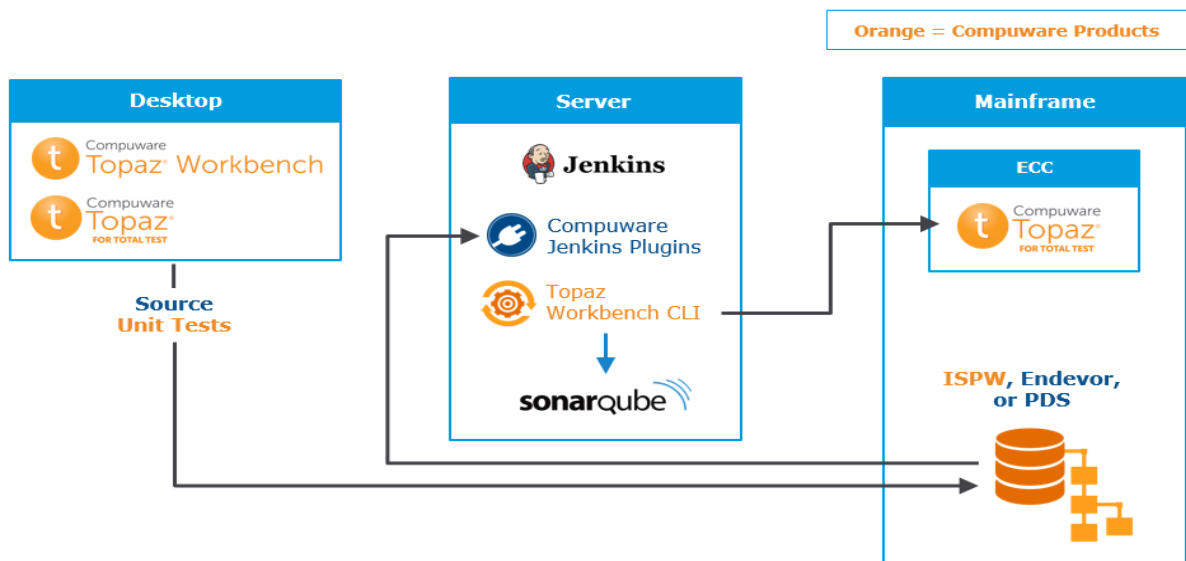 Orange = Compuware Products
Desktop
Compuware
t Topaz® Workbench
Compuware
t Topaz®
FOR TOTAL TEST
Source
Unit Tests
Server
Jenkins
Compuware
Jenkins Plugins
Topaz
Workbench CLI
sonarqube
Mainframe
ECC
Compuware
t Topaz®
FOR TOTAL TEST
ISPW, Endevor,
or PDS